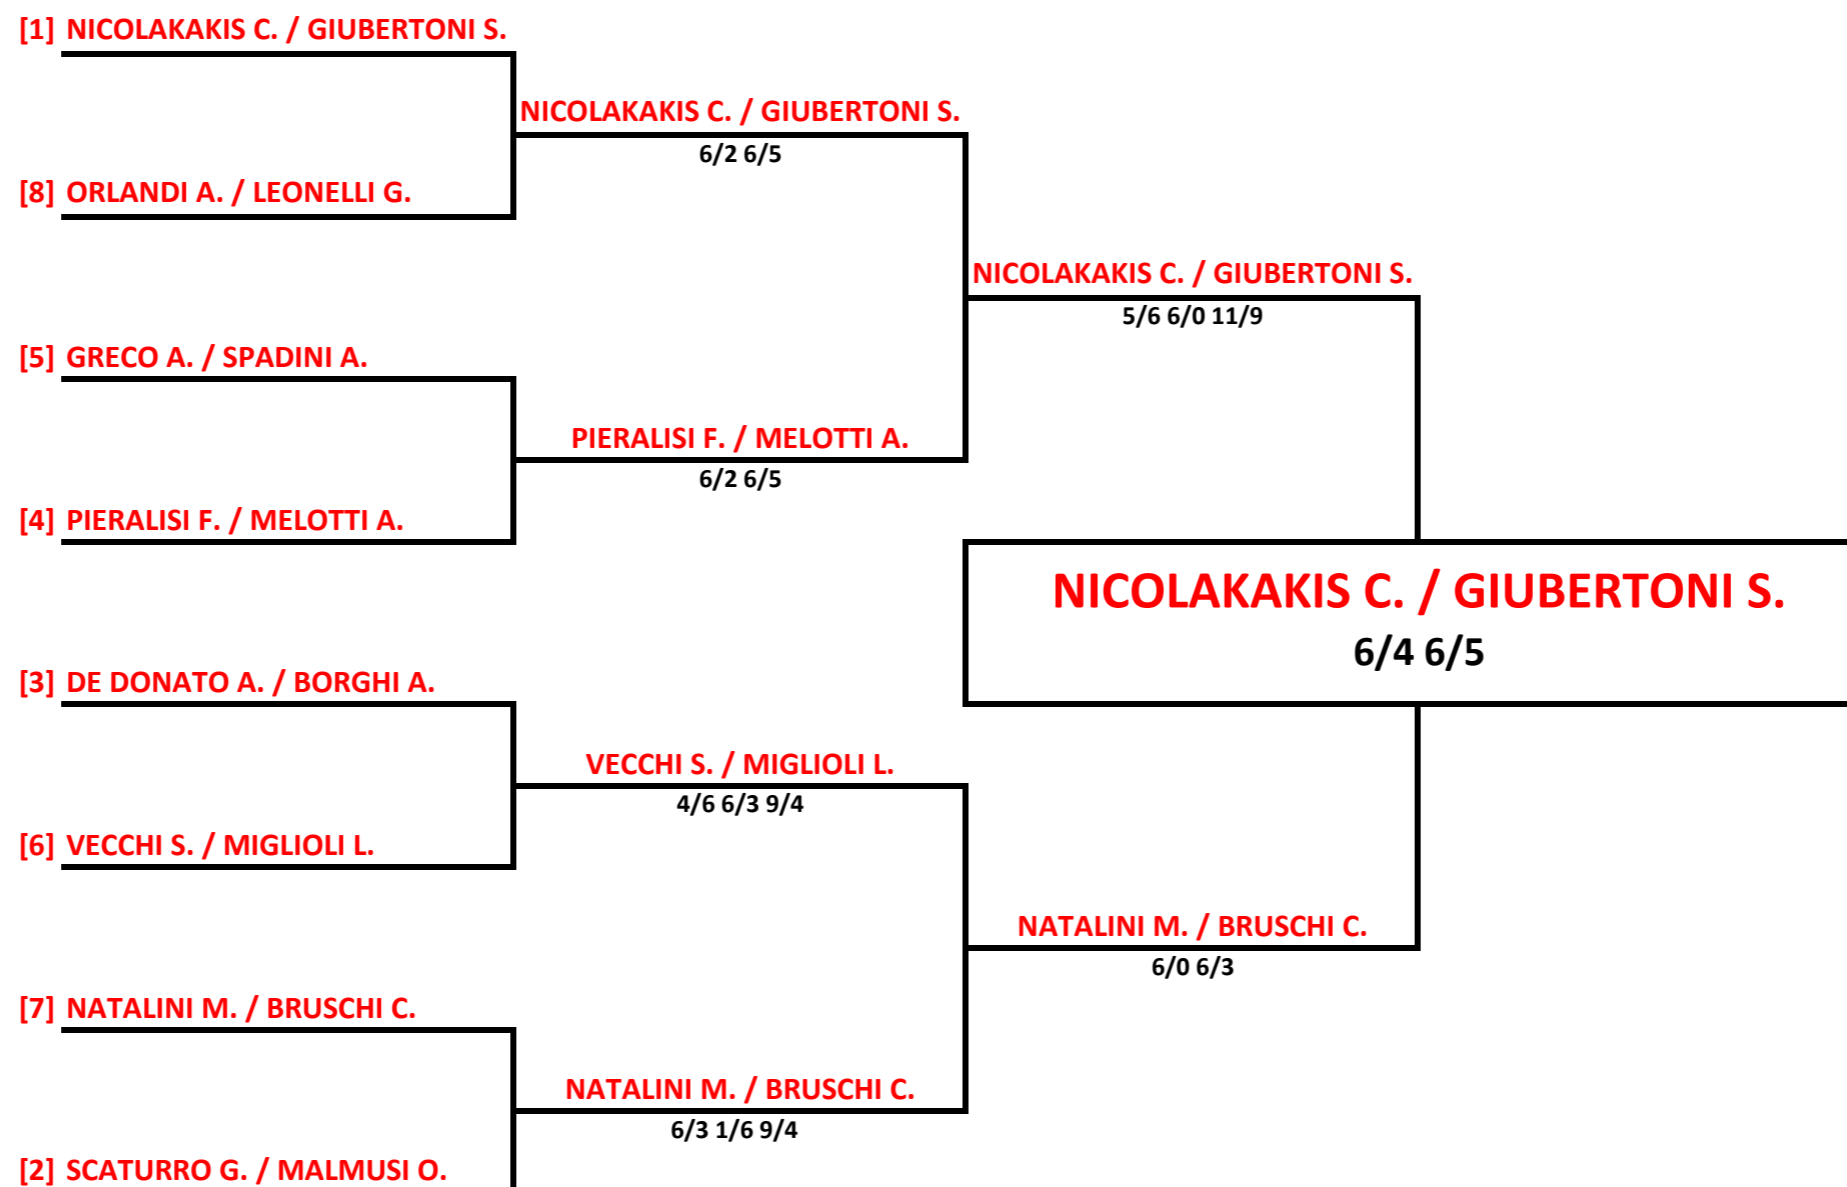 [1] NICOLAKAKIS C. / GIUBERTONI S.
NICOLAKAKIS C. / GIUBERTONI S.
6/2 6/5
[8] ORLANDI A. / LEONELLI G.
NICOLAKAKIS C. / GIUBERTONI S.
5/6 6/0 11/9
[5] GRECO A. / SPADINI A.
PIERALISI F. / MELOTTI A.
6/2 6/5
[4] PIERALISI F. / MELOTTI A.
NICOLAKAKIS C. / GIUBERTONI S.
6/4 6/5
[3] DE DONATO A. / BORGHI A.
VECCHI S. / MIGLIOLI L.
4/6 6/3 9/4
[6] VECCHI S. / MIGLIOLI L.
NATALINI M. / BRUSCHI C.
6/0 6/3
[7] NATALINI M. / BRUSCHI C.
NATALINI M. / BRUSCHI C.
6/3 1/6 9/4
[2] SCATURRO G. / MALMUSI O.